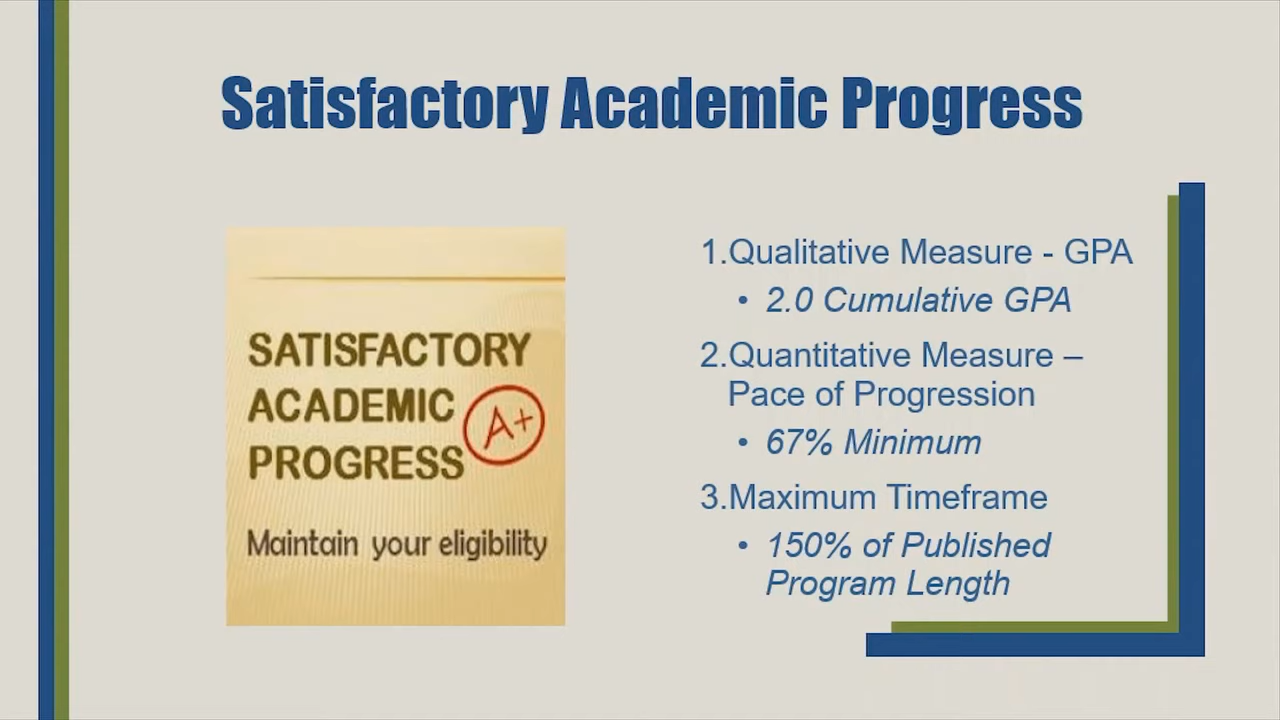 Satisfactory Academic Progress
SATISFACTORY
ACADEMIC
A+
PROGRESS
Maintain your eligibility
1.Qualitative Measure - GPA
• 2.0 Cumulative GPA
2.Quantitative Measure –
Pace of Progression
• 67% Minimum
3.Maximum Timeframe
• 150% of Published
Program Length